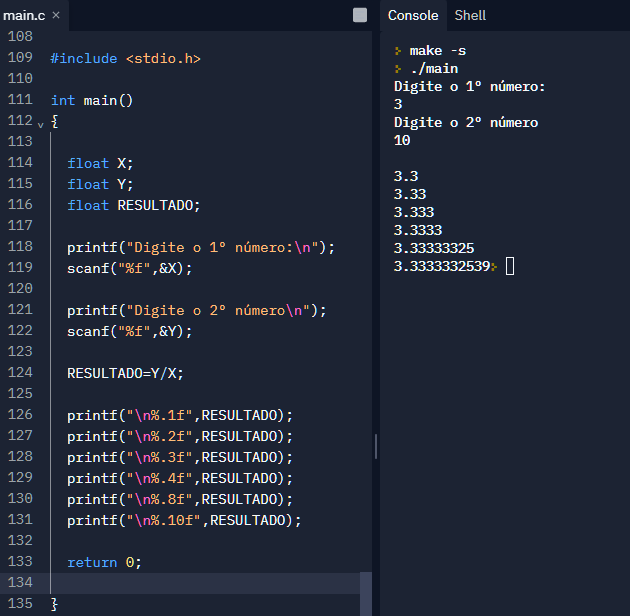 main.c ×
108
109 #include <stdio.h>
110
111 int main()
112 {
113
114 float X;
115 float Y;
116 float RESULTADO;
117
118 printf("Digite o 1º número:\n");
119 scanf("%f",&X);
120
121 printf("Digite o 2º número\n");
122 scanf("%f",&Y);
123
124 RESULTADO=Y/X;
125
126 printf("\n%.1f",RESULTADO);
127 printf("\n%.2f",RESULTADO);
128 printf("\n%.3f",RESULTADO);
129 printf("\n%.4f",RESULTADO);
130 printf("\n%.8f",RESULTADO);
131 printf("\n%.10f",RESULTADO);
132
133 return 0;
134
135 }
Console Shell
make -s
./main
Digite o 1º número:
3
Digite o 2º número
10
3.3
3.33
3.333
3.3333
3.33333325
3.3333332539